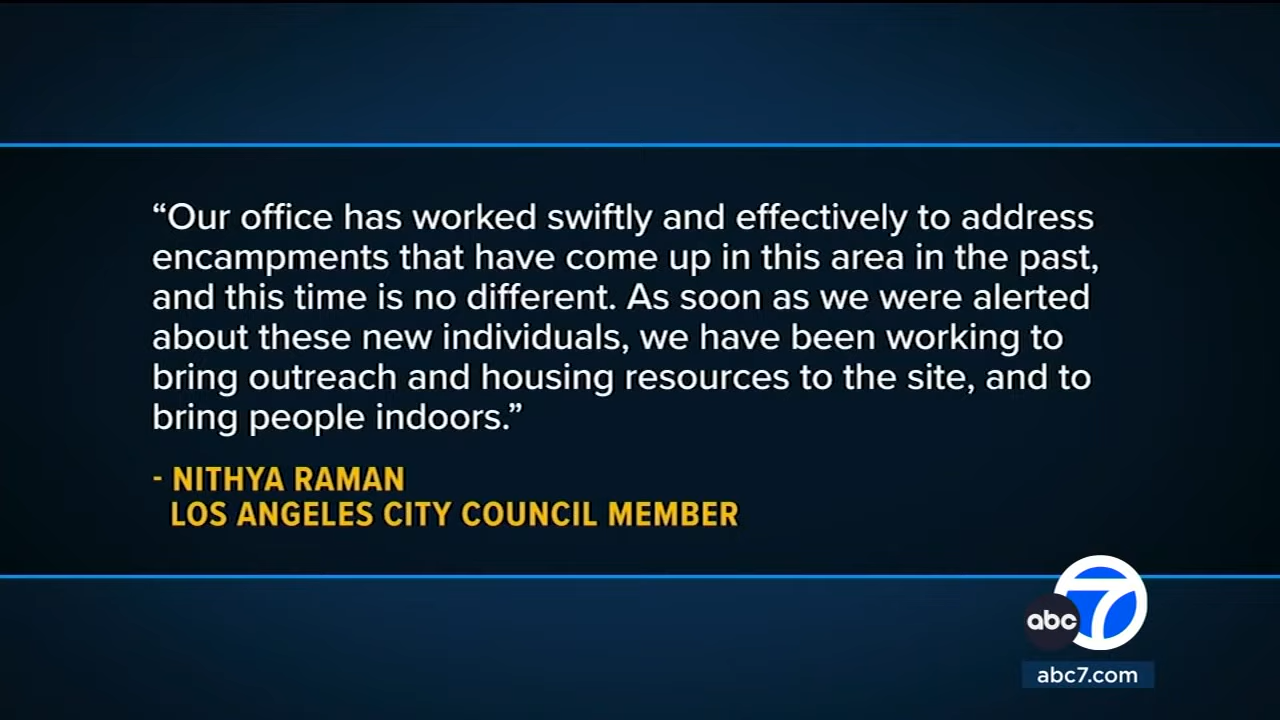 “Our office has worked swiftly and effectively to address
encampments that have come up in this area in the past,
and this time is no different. As soon as we were alerted
about these new individuals, we have been working to
bring outreach and housing resources to the site, and to
bring people indoors.”
- NITHYA RAMAN
LOS ANGELES CITY COUNCIL MEMBER
abc 7
abc7.com